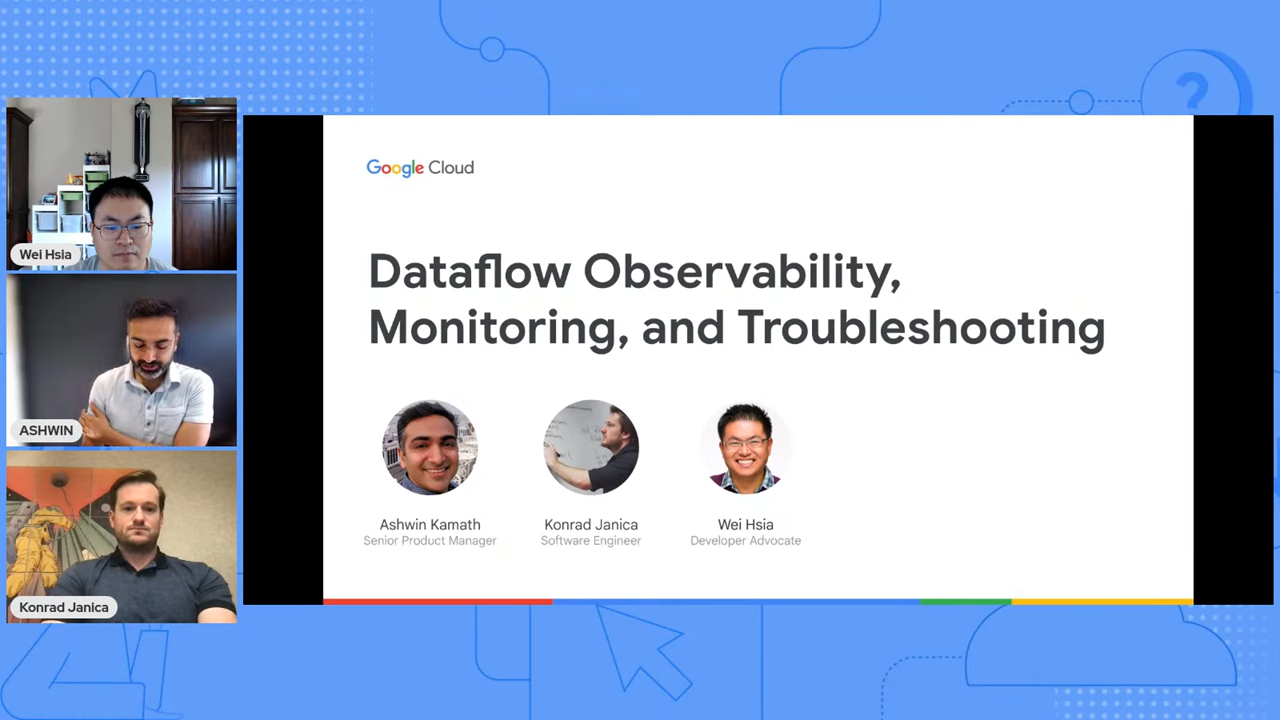 ?
Wei Hsia
ASHWIN
Konrad Janica
Google Cloud
Dataflow Observability,
Monitoring, and Troubleshooting
Ashwin Kamath
Senior Product Manager
Konrad Janica
Software Engineer
Wei Hsia
Developer Advocate